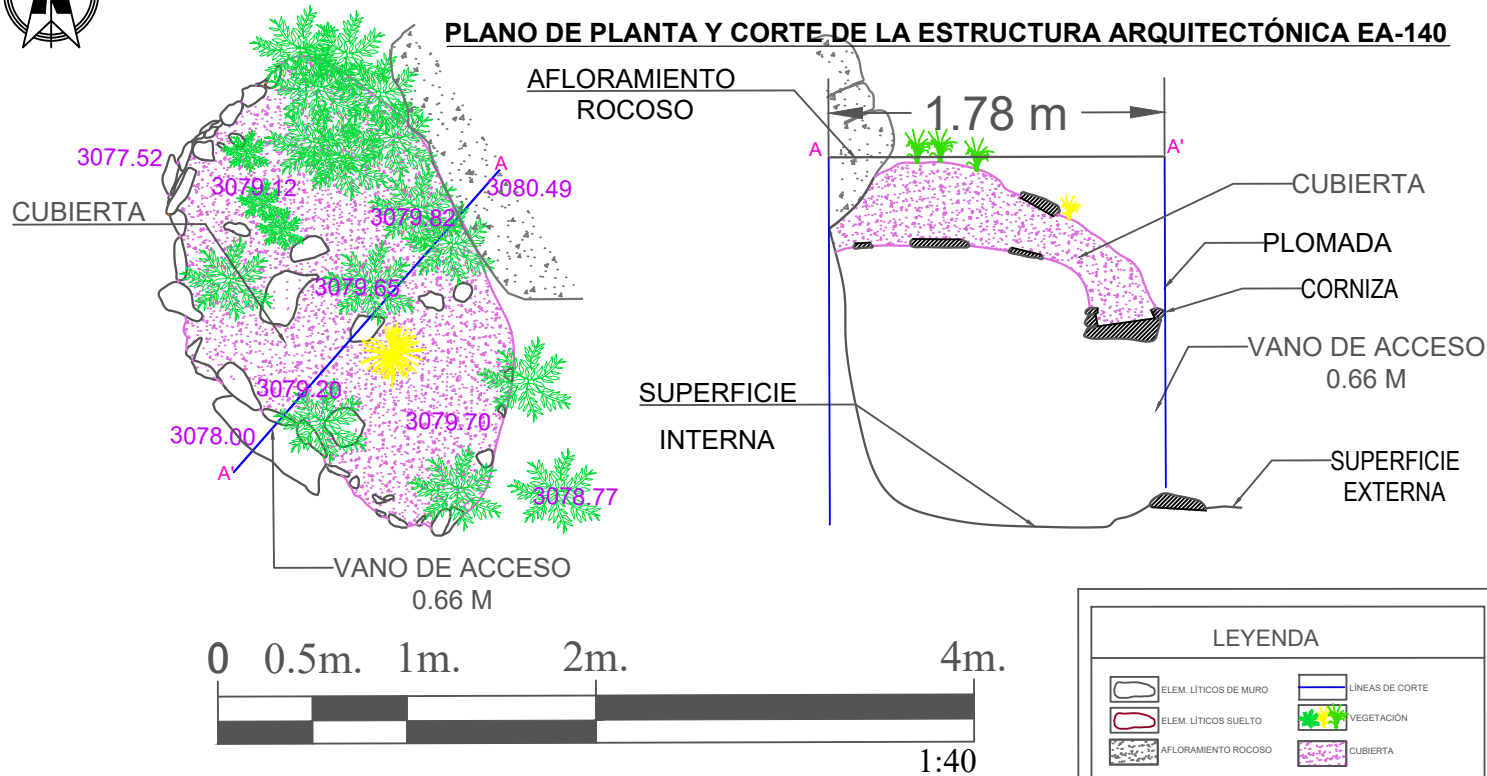 PLANO DE PLANTA Y CORTE DE LA ESTRUCTURA ARQUITECTÓNICA EA-140
AFLORAMIENTO
ROCOSO
1.78 m
A
A'
3077.52
3079.12
A
3080.49
CUBIERTA
3079.82
CUBIERTA
PLOMADA
3079.65
CORNIZA
VANO DE ACCESO
0.66 M
3079.20
SUPERFICIE
INTERNA
3079.70
3078.00
A'
SUPERFICIE
EXTERNA
3078.77
VANO DE ACCESO
0.66 M
0 0.5m. 1m. 2m. 4m.
1:40
LEYENDA
ELEM. LÍTICOS DE MURO
LÍNEAS DE CORTE
ELEM. LÍTICOS SUELTO
VEGETACIÓN
AFLORAMIENTO ROCOSO
CUBIERTA